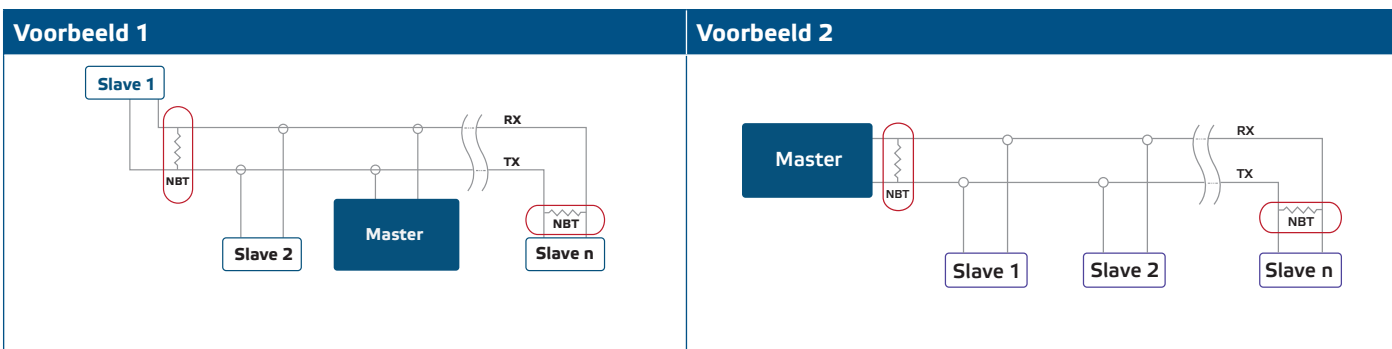 Voorbeeld 1
Slave 1
RX
TX
NBT
NBT
Slave 2
Master
Slave n
Voorbeeld 2
Master
RX
TX
NBT
NBT
Slave 1
Slave 2
Slave n